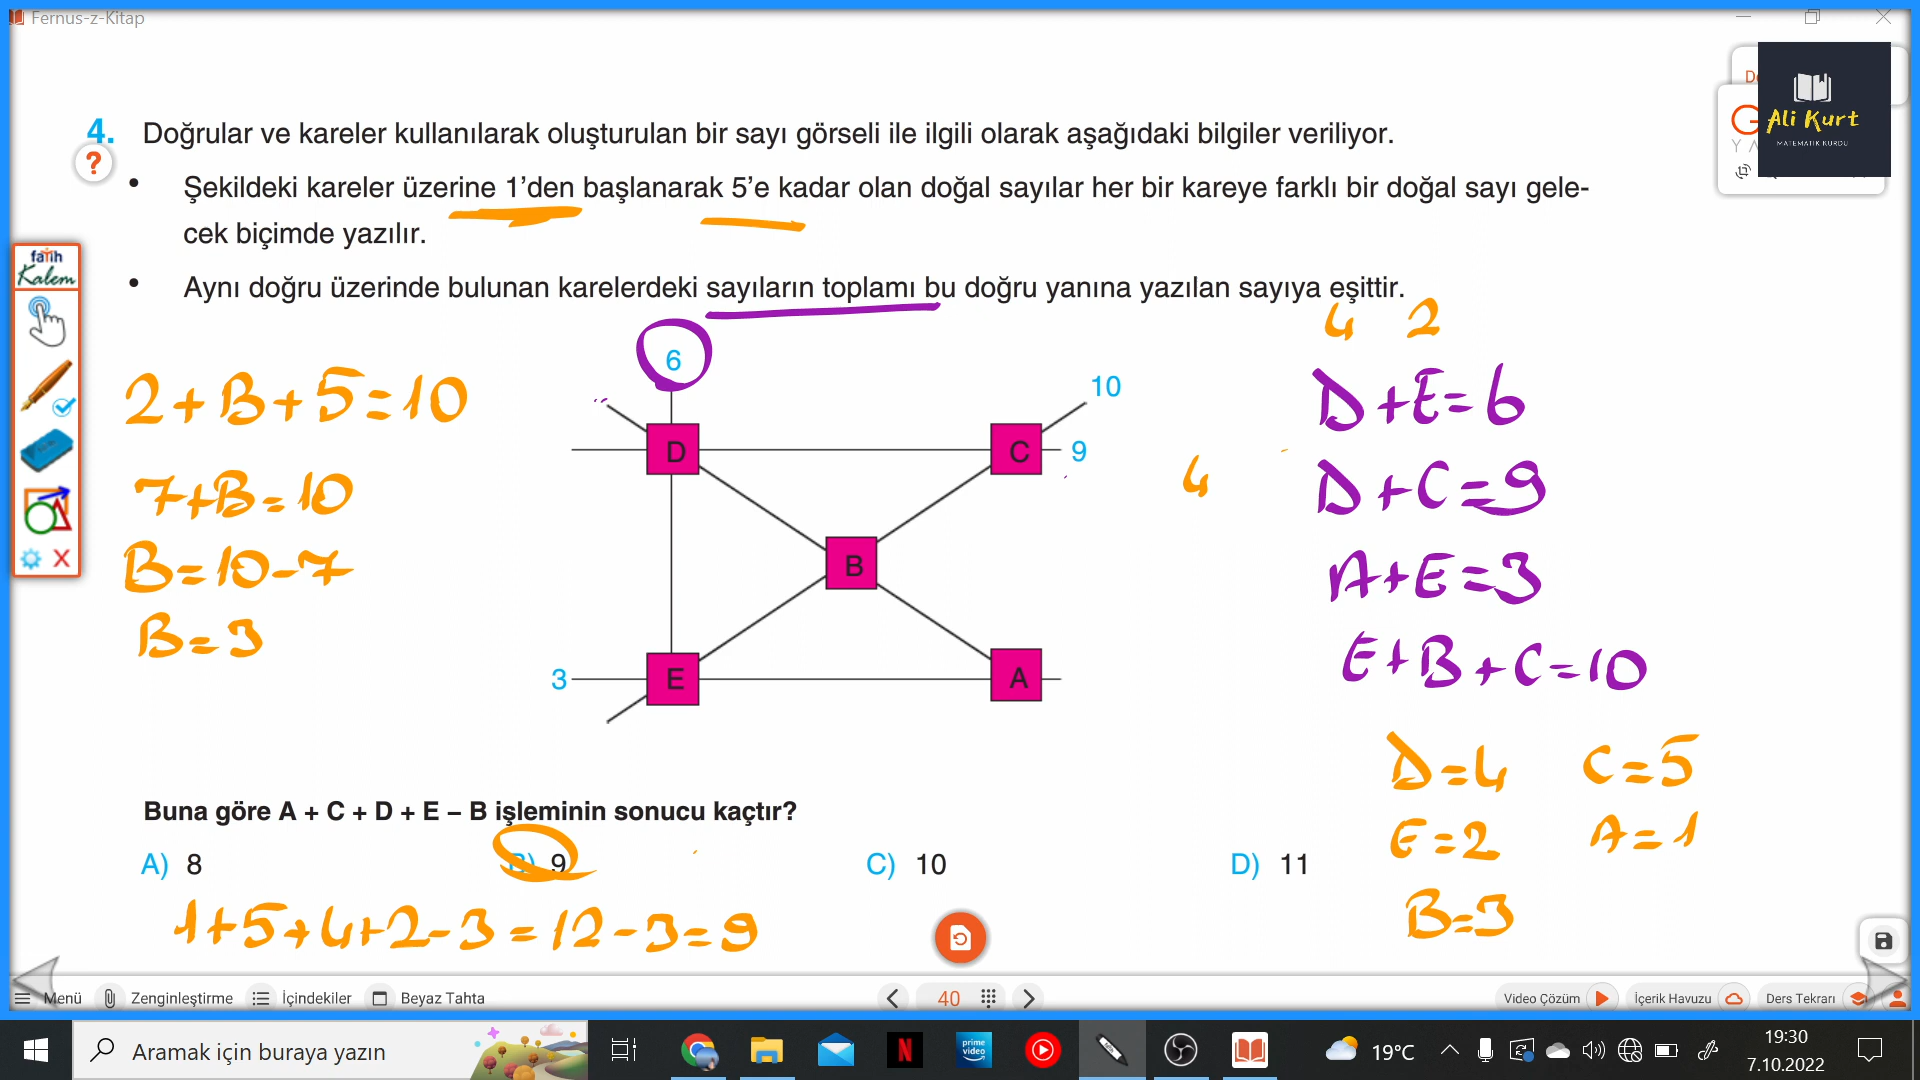 Fernus-z-Kitap
Ali Kurt
MATEMATİK KURDU
4. Doğrular ve kareler kullanılarak oluşturulan bir sayı görseli ile ilgili olarak aşağıdaki bilgiler veriliyor.
?
• Şekildeki kareler üzerine 1'den başlanarak 5'e kadar olan doğal sayılar her bir kareye farklı bir doğal sayı gele-
cek biçimde yazılır.
• Aynı doğru üzerinde bulunan karelerdeki sayıların toplamı bu doğru yanına yazılan sayıya eşittir.
fatih
Kalem
4 2
6
10
2+B+5=10
D+E=6
D C 9
4
D+C=9
7+B=10
B
B=10-7
A+E=3
B=3
E+B+C=10
3 E A
D=4 C=5
Buna göre A + C + D + E – B işleminin sonucu kaçtır?
E=2 A=1
A) 8 B) 9 C) 10 D) 11
B=3
1+5+4+2-3=12-3=9
Menü Zenginleştirme İçindekiler Beyaz Tahta 40 Video Çözüm İçerik Havuzu Ders Tekrarı
Aramak için buraya yazın
prime
video
19°C
19:30
7.10.2022